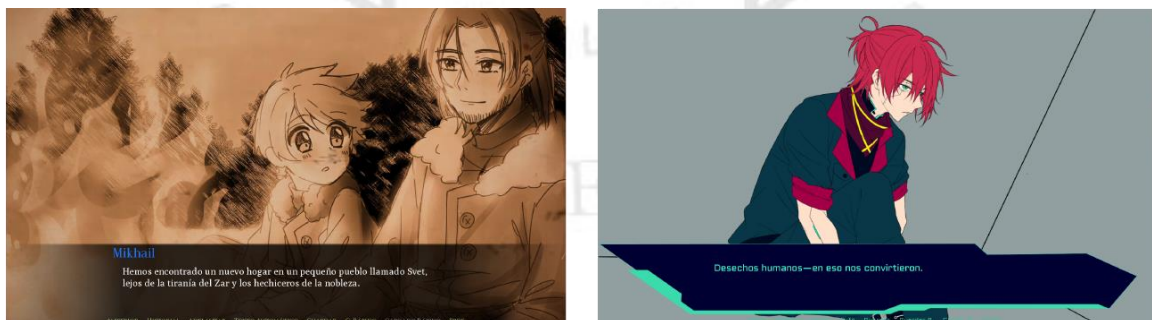 Mikhail
Hemos encontrado un nuevo hogar en un pequeño pueblo llamado Svet,
lejos de la tiranía del Zar y los hechiceros de la nobleza.
Desechos humanos—en eso nos convirtieron.